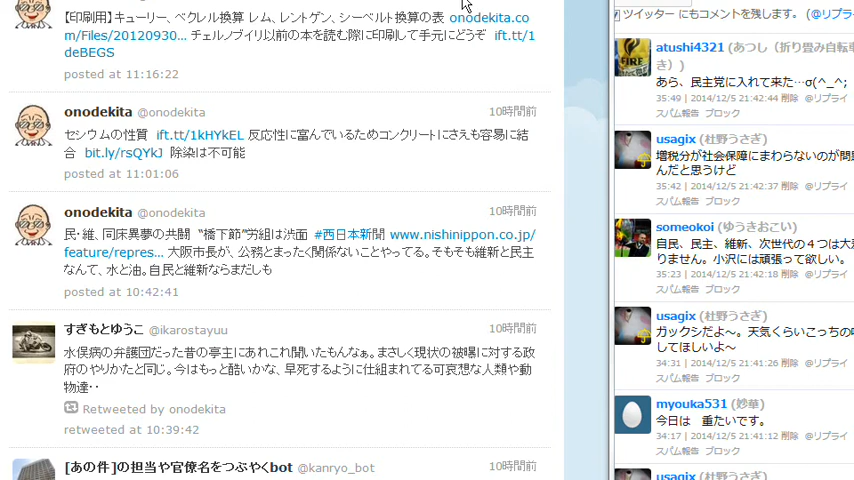 【印刷用】キューリー、ベクレル換算 レム、レントゲン、シーベルト換算の表 onodekita.co
m/Files/20120930… チェルノブイリ以前の本を読む際に印刷して手元にどうぞ ift.tt/1
deBEGS
posted at 11:16:22
onodekita @onodekita 10時間前
セシウムの性質 ift.tt/1kHYkEL 反応性に富んでいるためコンクリートにさえも容易に結
合 bit.ly/rsQYkJ 除染は不可能
posted at 11:01:06
onodekita @onodekita 10時間前
民・維、同床異夢の共闘 “橋下節”労組は渋面 #西日本新聞 www.nishinippon.co.jp/
feature/repres… 大阪市長が、公務とまったく関係ないことやってる。そもそも維新と民主
なんて、水と油。自民と維新ならまだしも
posted at 10:42:41
すぎもとゆうこ @ikarostayuu 10時間前
水俣病の弁護団だった昔の亭主にあれこれ聞いたもんなぁ。まさしく現状の被曝に対する政
府のやりかたと同じ。今はもっと酷いかな、早死するように仕組まれてる可哀想な人類や動
物達・・
Retweeted by onodekita
retweeted at 10:39:42
[あの件]の担当や官僚名をつぶやくbot @kanryo_bot 10時間前
ツイッター にもコメントを残します。 (@リプライ
atushi4321 (あつし（折り畳み自転車
き）)
あら、民主党に入れて来た…σ(^_^;
35:49 | 2014/12/5 21:42:44 削除 @リプライ
スパム報告 ブロック
usagix (杜野うさぎ)
増税分が社会保障にまわらないのが問題
んだと思うけど
35:42 | 2014/12/5 21:42:37 削除 @リプライ
スパム報告 ブロック
someokoi (ゆうきおこい)
自民、民主、維新、次世代の４つは大差
りません。小沢には頑張って欲しい。
35:23 | 2014/12/5 21:42:18 削除 @リプライ
スパム報告 ブロック
usagix (杜野うさぎ)
ガックシだよ～。天気くらいこっちの味
してほしいよ～
34:31 | 2014/12/5 21:41:26 削除 @リプライ
スパム報告 ブロック
myouka531 (妙華)
今日は　重たいです。
34:17 | 2014/12/5 21:41:12 削除 @リプライ
スパム報告 ブロック
usagix (杜野うさぎ)